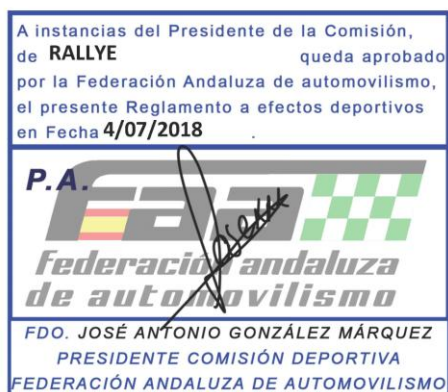 A instancias del Presidente de la Comisión,
de RALLYE queda aprobado
por la Federación Andaluza de automovilismo,
el presente Reglamento a efectos deportivos
en Fecha 4/07/2018 .
P.A.
faa
Federación andaluza
de automovilismo
FDO. JOSÉ ANTONIO GONZÁLEZ MÁRQUEZ
PRESIDENTE COMISIÓN DEPORTIVA
FEDERACIÓN ANDALUZA DE AUTOMOVILISMO